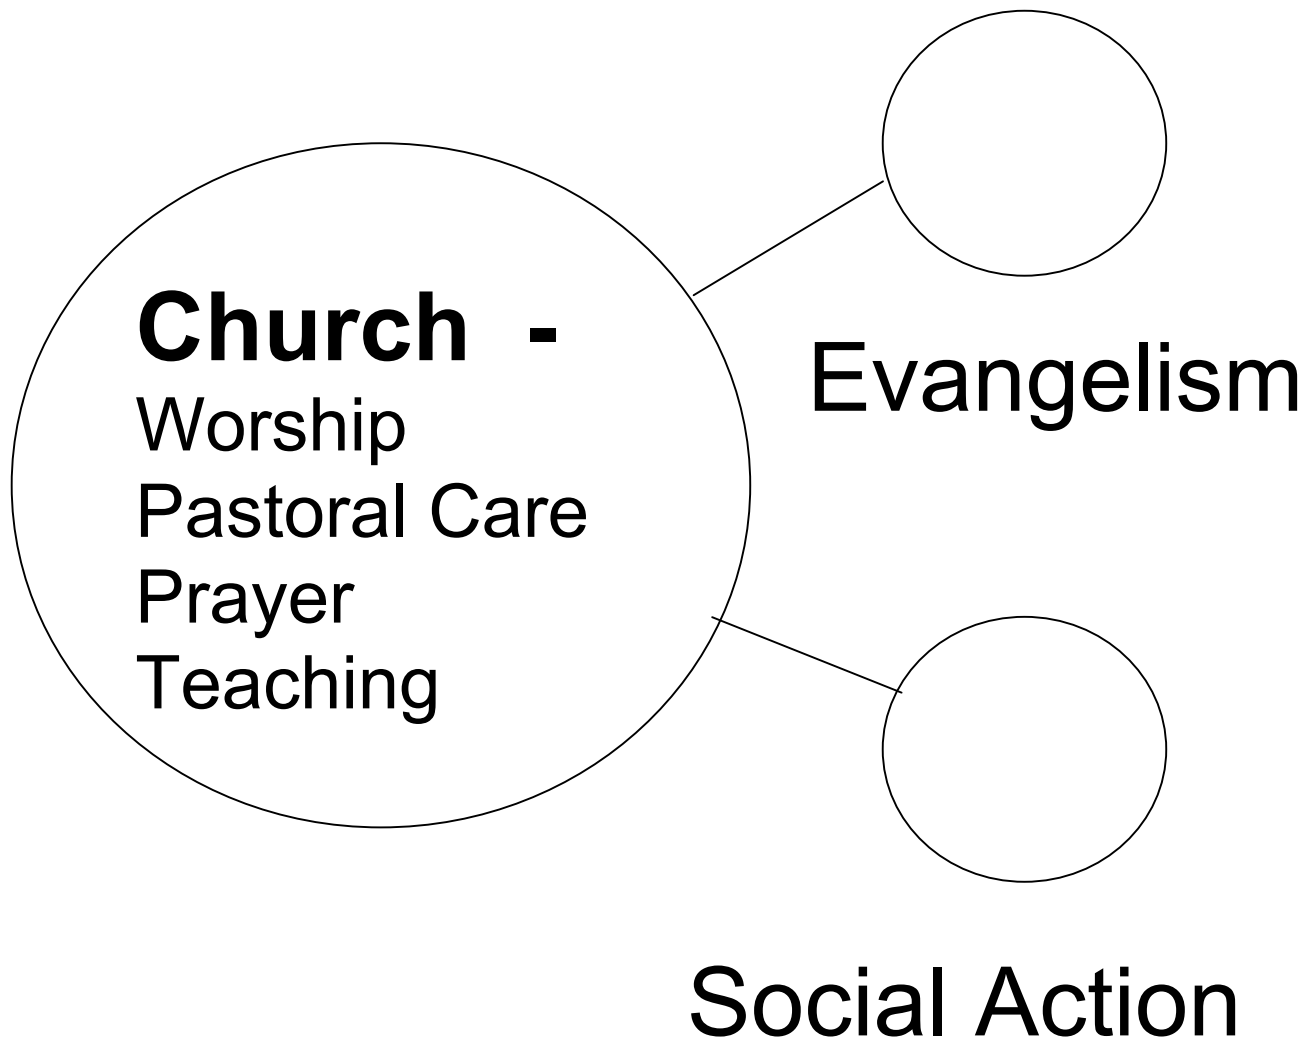 Church -
Worship
Pastoral Care
Prayer
Teaching
Evangelism
Social Action